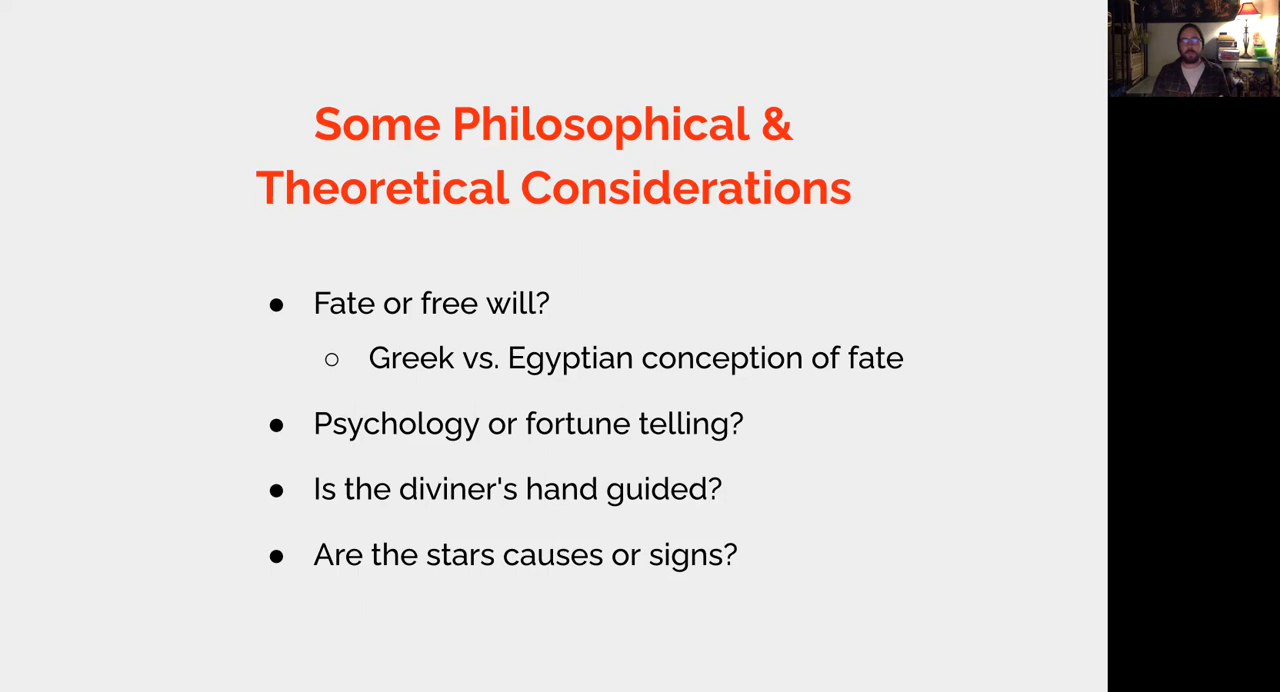 Some Philosophical &
Theoretical Considerations
● Fate or free will?
○ Greek vs. Egyptian conception of fate
● Psychology or fortune telling?
● Is the diviner's hand guided?
● Are the stars causes or signs?